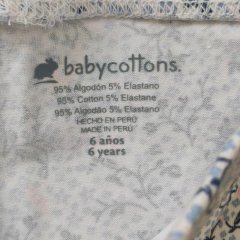 babycottons.
95% Algodón 5% Elastano
95% Cotton 5% Elastane
95% Algodão 5% Elastano
HECHO EN PERÚ
MADE IN PERU
6 años
6 years